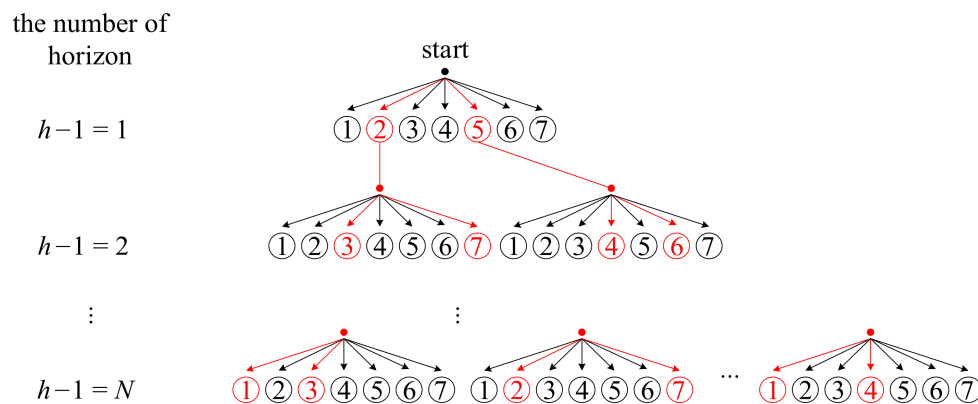 the number of
horizon
start
h−1 = 1
1 2 3 4 5 6 7
h−1 = 2
1 2 3 4 5 6 7 1 2 3 4 5 6 7
⋮ ⋮
h−1 = N
1 2 3 4 5 6 7 1 2 3 4 5 6 7 ... 1 2 3 4 5 6 7